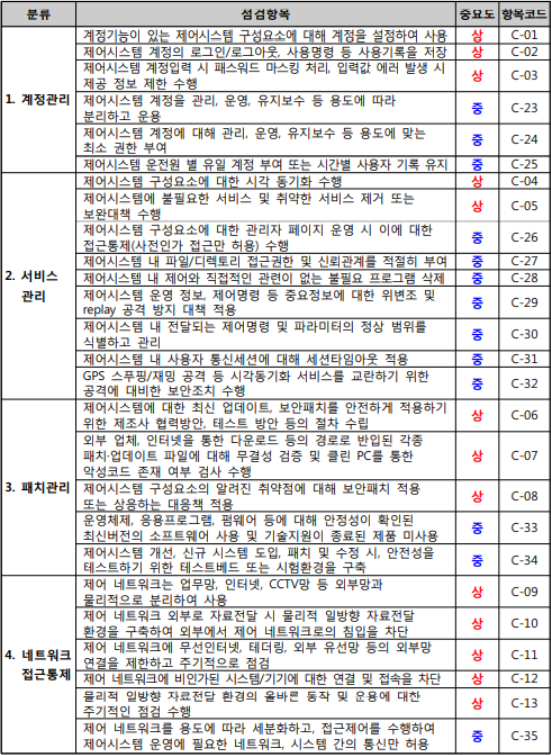 분류 점검항목 중요도 항목코드
1. 계정관리
계정기능이 있는 제어시스템 구성요소에 대해 계정을 설정하여 사용 상 C-01
제어시스템 계정의 로그인/로그아웃, 사용명령 등 사용기록을 저장 상 C-02
제어시스템 계정입력 시 패스워드 마스킹 처리, 입력값 에러 발생 시
제공 정보 제한 수행 상 C-03
제어시스템 계정을 관리, 운영, 유지보수 등 용도에 따라
분리하고 운용 중 C-23
제어시스템 계정에 대해 관리, 운영, 유지보수 등 용도에 맞는
최소 권한 부여 중 C-24
제어시스템 운전원 별 유일 계정 부여 또는 시간별 사용자 기록 유지 중 C-25
2. 서비스
관리
제어시스템 구성요소에 대한 시각 동기화 수행 상 C-04
제어시스템에 불필요한 서비스 및 취약한 서비스 제거 또는
보완대책 수행 상 C-05
제어시스템 구성요소에 대한 관리자 페이지 운영 시 이에 대한
접근통제(사전인가 접근만 허용) 수행 중 C-26
제어시스템 내 파일/디렉토리 접근권한 및 신뢰관계를 적절히 부여 중 C-27
제어시스템 내 제어와 직접적인 관련이 없는 불필요 프로그램 삭제 중 C-28
제어시스템 운영 정보, 제어명령 등 중요정보에 대한 위변조 및
replay 공격 방지 대책 적용 중 C-29
제어시스템 내 전달되는 제어명령 및 파라미터의 정상 범위를
식별하고 관리 중 C-30
제어시스템 내 사용자 통신세션에 대해 세션타임아웃 적용 중 C-31
GPS 스푸핑/재밍 공격 등 시각동기화 서비스를 교란하기 위한
공격에 대비한 보안조치 수행 중 C-32
3. 패치관리
제어시스템에 대한 최신 업데이트, 보안패치를 안전하게 적용하기
위한 제조사 협력방안, 테스트 방안 등의 절차 수립 상 C-06
외부 업체, 인터넷을 통한 다운로드 등의 경로로 반입된 각종
패치·업데이트 파일에 대해 무결성 검증 및 클린 PC를 통한
악성코드 존재 여부 검사 수행 상 C-07
제어시스템 구성요소의 알려진 취약점에 대해 보안패치 적용
또는 상응하는 대응책 적용 상 C-08
운영체제, 응용프로그램, 펌웨어 등에 대해 안정성이 확인된
최신버전의 소프트웨어 사용 및 기술지원이 종료된 제품 미사용 중 C-33
제어시스템 개선, 신규 시스템 도입, 패치 및 수정 시, 안전성을
테스트하기 위한 테스트베드 또는 시험환경을 구축 중 C-34
4. 네트워크
접근통제
제어 네트워크는 업무망, 인터넷, CCTV망 등 외부망과
물리적으로 분리하여 사용 상 C-09
제어 네트워크 외부로 자료전달 시 물리적 일방향 자료전달
환경을 구축하여 외부에서 제어 네트워크로의 침입을 차단 상 C-10
제어 네트워크에 무선인터넷, 테더링, 외부 유선망 등의 외부망
연결을 제한하고 주기적으로 점검 상 C-11
제어 네트워크에 비인가된 시스템/기기에 대한 연결 및 접속을 차단 상 C-12
물리적 일방향 자료전달 환경의 올바른 동작 및 운용에 대한
주기적인 점검 수행 상 C-13
제어 네트워크를 용도에 따라 세분화하고, 접근제어를 수행하여
제어시스템 운영에 필요한 네트워크, 시스템 간의 통신만 허용 중 C-35